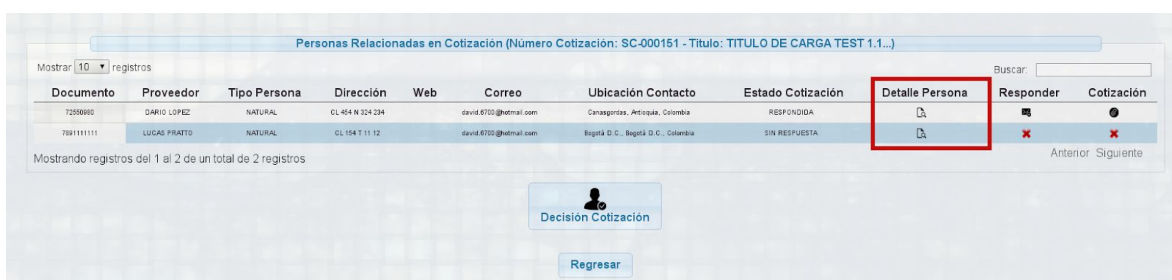 Personas Relacionadas en Cotización (Número Cotización: SC-000151 - Titulo: TITULO DE CARGA TEST 1.1...)
Mostrar 10 registros Buscar:
Documento Proveedor Tipo Persona Dirección Web Correo Ubicación Contacto Estado Cotización Detalle Persona Responder Cotización
72550980 DARIO LOPEZ NATURAL CL 454 N 324 234 david.6700@hotmail.com Canasgordas, Antioquia, Colombia RESPONDIDA
7891111111 LUCAS PRATTO NATURAL CL 154 T 11 12 david.6700@hotmail.com Bogotá D.C., Bogotá D.C., Colombia SIN RESPUESTA
Mostrando registros del 1 al 2 de un total de 2 registros Anterior Siguiente
Decisión Cotización
Regresar